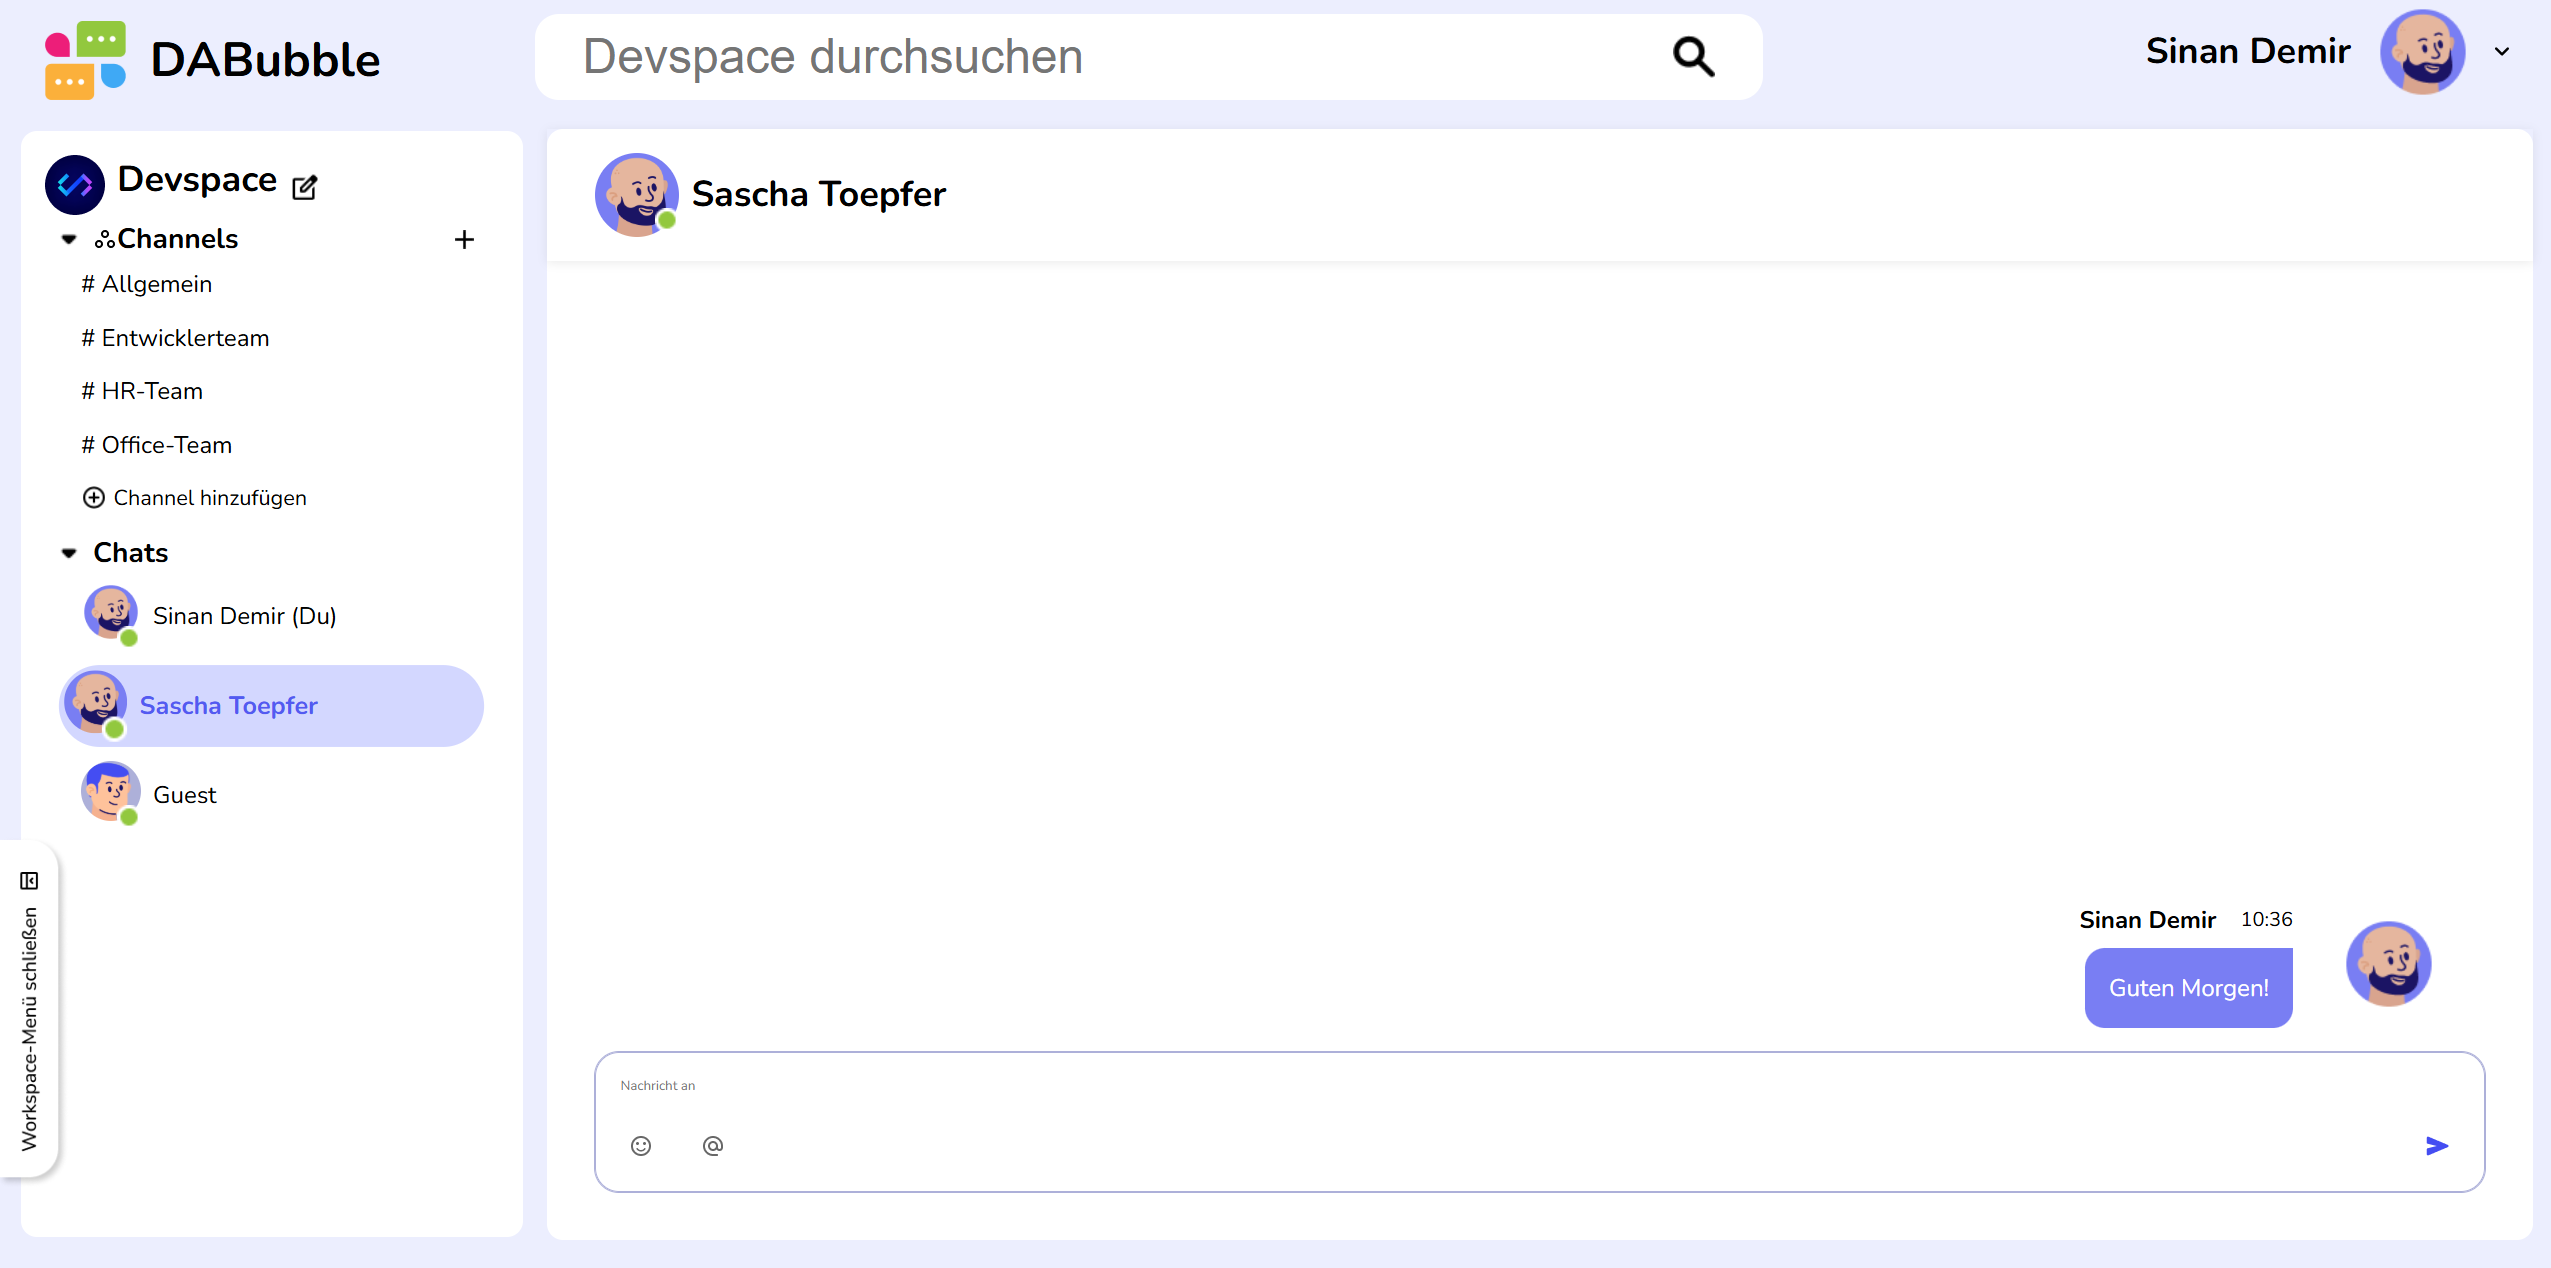 DABubble
Devspace durchsuchen
Sinan Demir
Devspace
Channels
# Allgemein
# Entwicklerteam
# HR-Team
# Office-Team
Channel hinzufügen
Chats
Sinan Demir (Du)
Sascha Toepfer
Guest
Workspace-Menü schließen
Sascha Toepfer
Sinan Demir 10:36
Guten Morgen!
Nachricht an